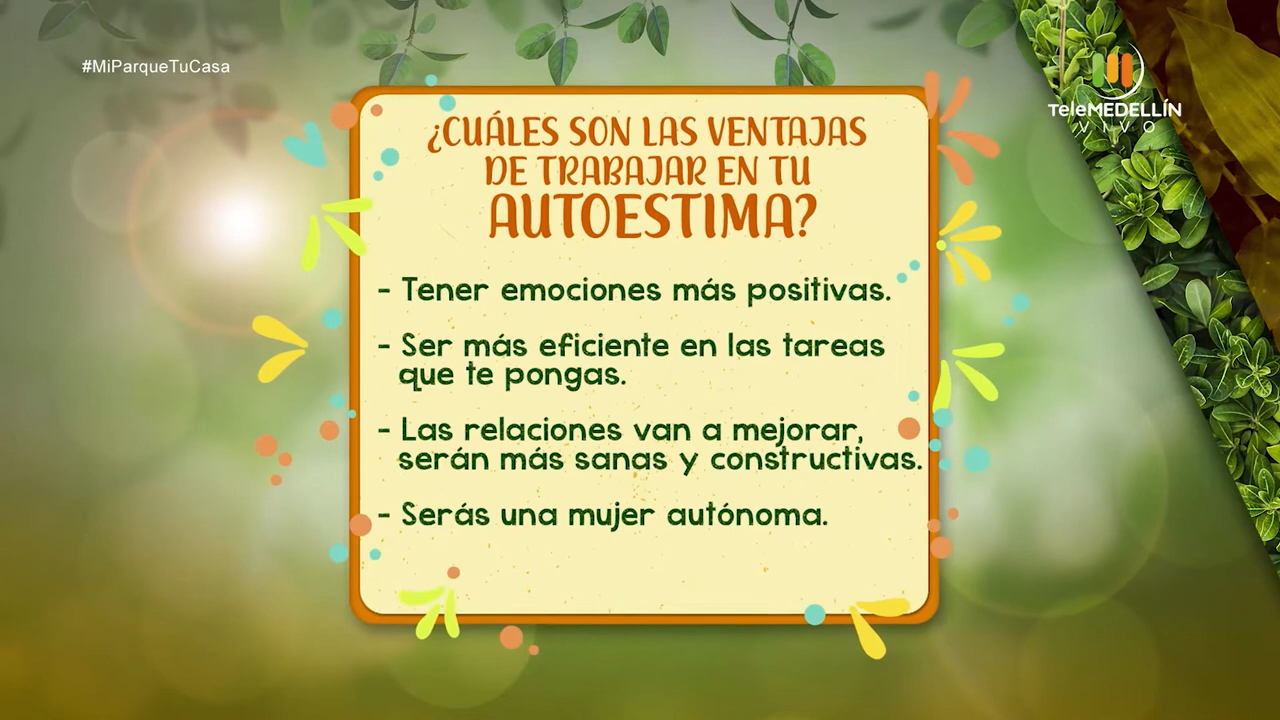 #MiParqueTuCasa
TeleMEDELLÍN
VIVO
¿CUÁLES SON LAS VENTAJAS
DE TRABAJAR EN TU
AUTOESTIMA?
- Tener emociones más positivas.
- Ser más eficiente en las tareas
que te pongas.
- Las relaciones van a mejorar,
serán más sanas y constructivas.
- Serás una mujer autónoma.